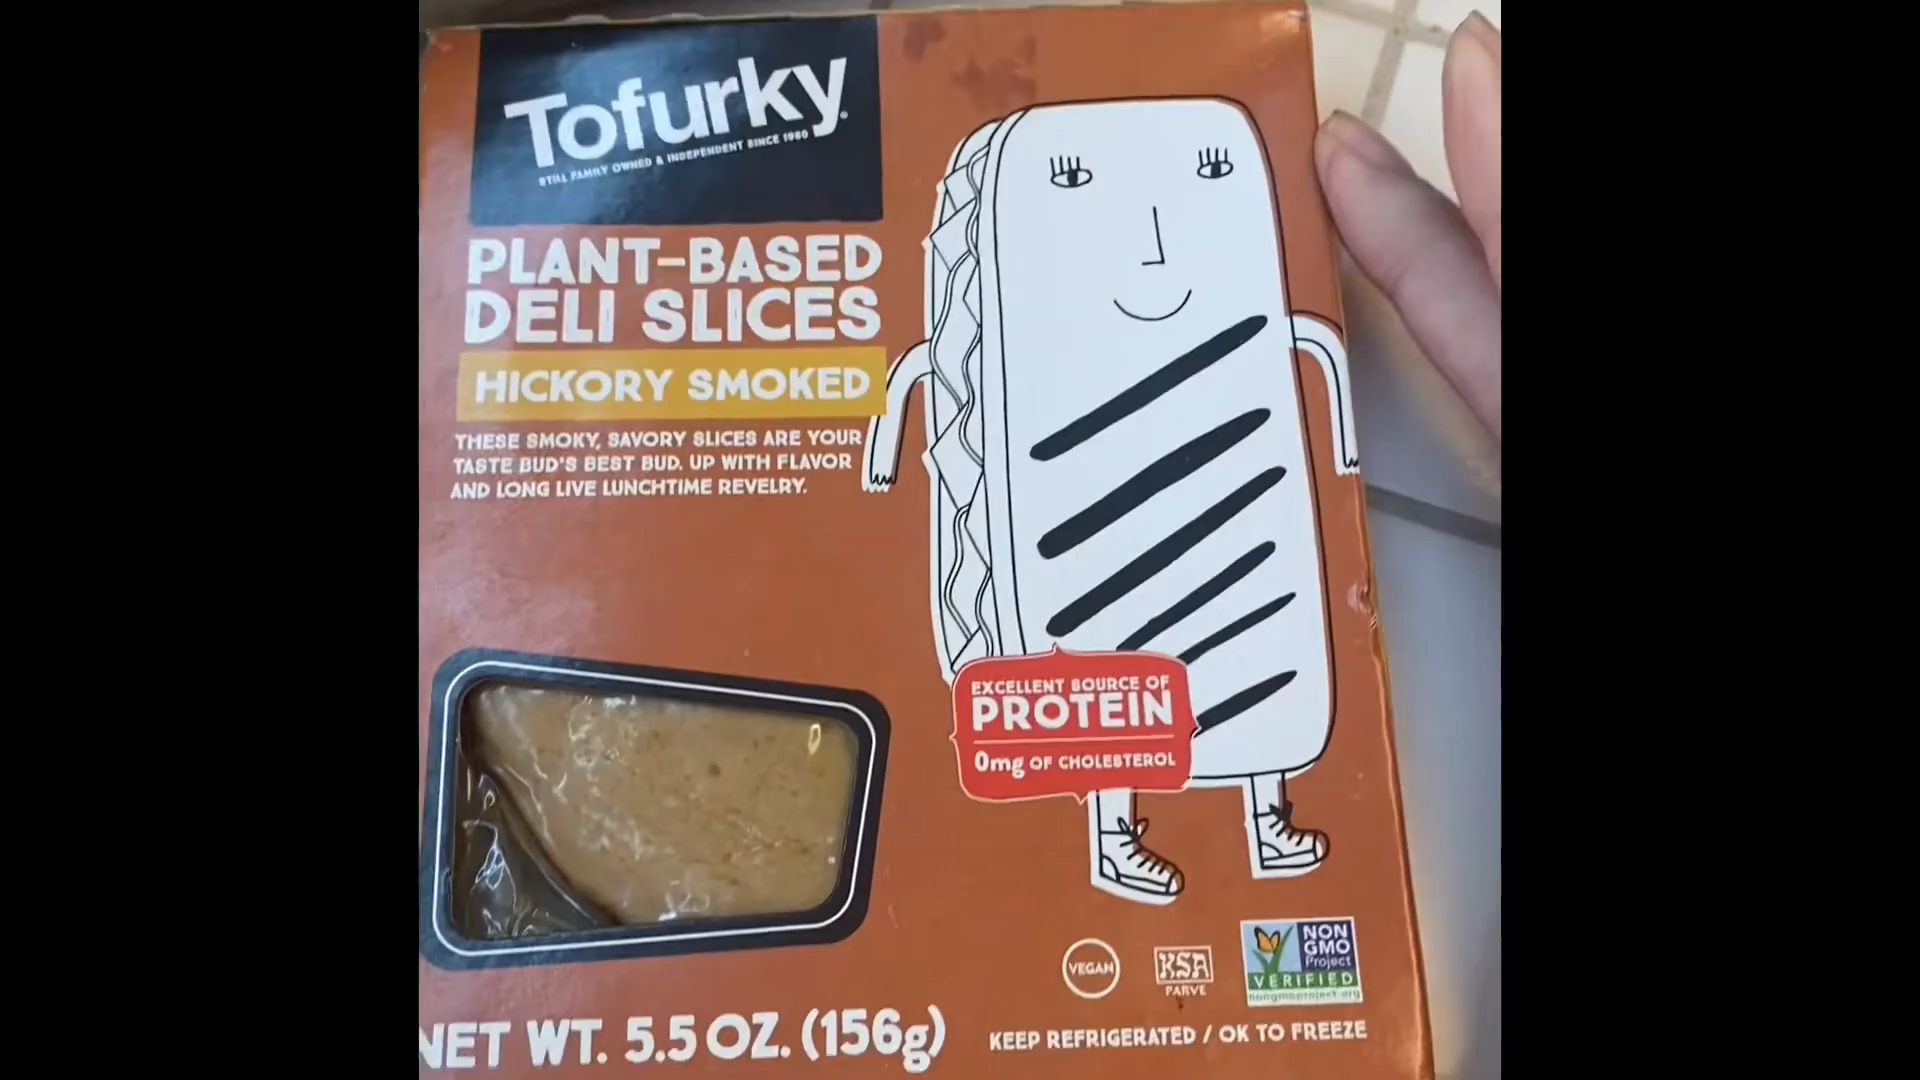 Tofurky
STILL FAMILY OWNED & INDEPENDENT SINCE 1980
PLANT-BASED
DELI SLICES
HICKORY SMOKED
THESE SMOKY, SAVORY SLICES ARE YOUR
TASTE BUD'S BEST BUD. UP WITH FLAVOR
AND LONG LIVE LUNCHTIME REVELRY.
EXCELLENT SOURCE OF
PROTEIN
0mg OF CHOLESTEROL
VEGAN
KSA
PARVE
NON
GMO
Project
VERIFIED
nongmoproject.org
NET WT. 5.5 OZ. (156g)
KEEP REFRIGERATED / OK TO FREEZE